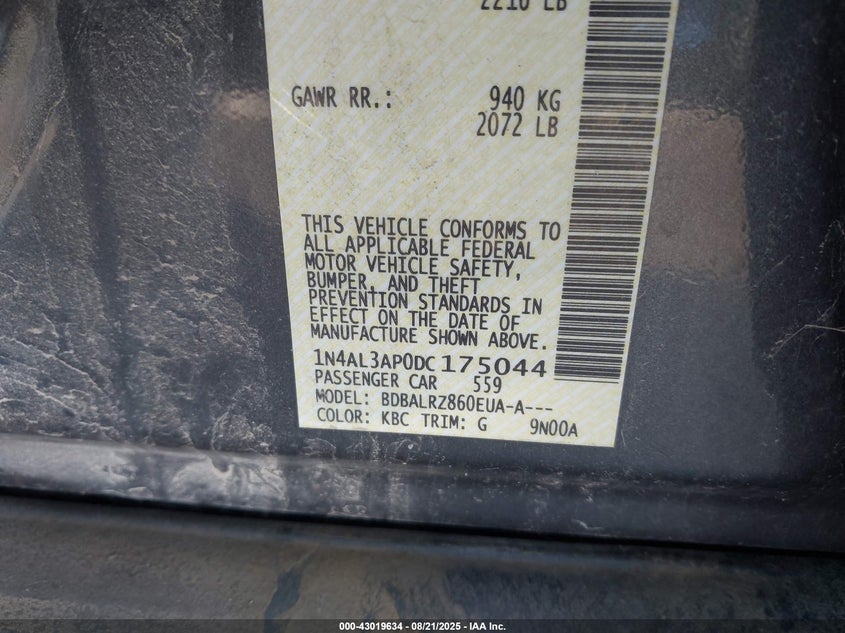 2210 LB
GAWR RR.: 940 KG
2072 LB
THIS VEHICLE CONFORMS TO
ALL APPLICABLE FEDERAL
MOTOR VEHICLE SAFETY,
BUMPER, AND THEFT
PREVENTION STANDARDS IN
EFFECT ON THE DATE OF
MANUFACTURE SHOWN ABOVE.
1N4AL3AP0DC175044
PASSENGER CAR 559
MODEL: BDBALRZ860EUA-A---
COLOR: KBC TRIM: G 9N00A
000-43019634 - 08/21/2025 - IAA Inc.